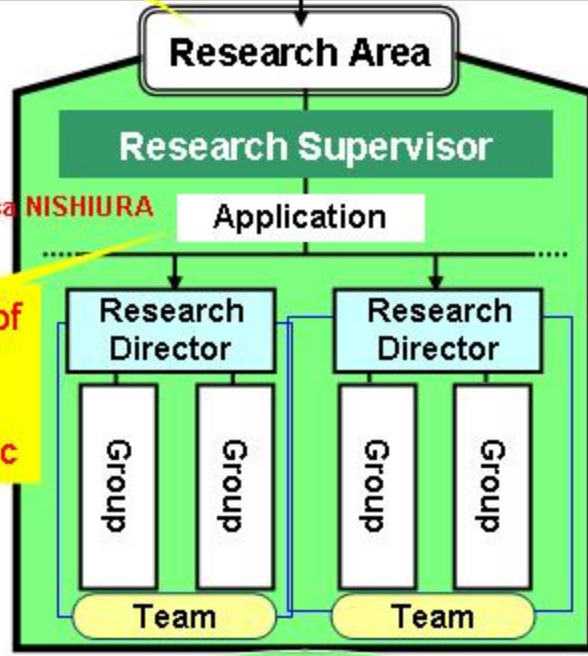 Research Area
Research Supervisor
NISHIURA
Application
of
Research
Director
Research
Director
Group
Group
Group
Group
Team
Team